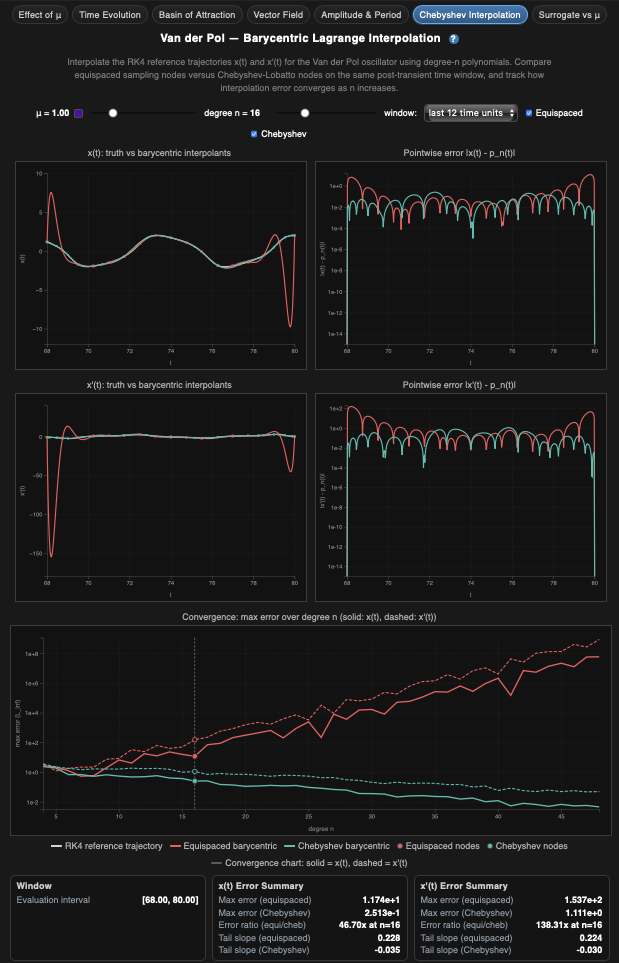 Effect of μ Time Evolution Basin of Attraction Vector Field Amplitude & Period Chebyshev Interpolation Surrogate vs μ
Van der Pol — Barycentric Lagrange Interpolation ?
Interpolate the RK4 reference trajectories x(t) and x'(t) for the Van der Pol oscillator using degree-n polynomials. Compare
equispaced sampling nodes versus Chebyshev-Lobatto nodes on the same post-transient time window, and track how
interpolation error converges as n increases.
μ = 1.00 degree n = 16 window: last 12 time units Equispaced
Chebyshev
x(t): truth vs barycentric interpolants
10
5
0
−5
−10
x(t)
68 70 72 74 76 78 80
t
Pointwise error |x(t) - p_n(t)|
1e+0
1e-2
1e-4
1e-6
1e-8
1e-10
1e-12
1e-14
|x(t) - p_n(t)|
68 70 72 74 76 78 80
t
x'(t): truth vs barycentric interpolants
0
−50
−100
−150
x'(t)
68 70 72 74 76 78 80
t
Pointwise error |x'(t) - p_n(t)|
1e+2
1e+0
1e-2
1e-4
1e-6
1e-8
1e-10
1e-12
1e-14
|x'(t) - p_n(t)|
68 70 72 74 76 78 80
t
Convergence: max error over degree n (solid: x(t), dashed: x'(t))
1e+8
1e+6
1e+4
1e+2
1e+0
1e-2
max error (L_inf)
5 10 15 20 25 30 35 40 45
degree n
RK4 reference trajectory Equispaced barycentric Chebyshev barycentric Equispaced nodes Chebyshev nodes
Convergence chart: solid = x(t), dashed = x'(t)
Window
Evaluation interval [68.00, 80.00]
x(t) Error Summary
Max error (equispaced) 1.174e+1
Max error (Chebyshev) 2.513e-1
Error ratio (equi/cheb) 46.70x at n=16
Tail slope (equispaced) 0.228
Tail slope (Chebyshev) -0.035
x'(t) Error Summary
Max error (equispaced) 1.537e+2
Max error (Chebyshev) 1.111e+0
Error ratio (equi/cheb) 138.31x at n=16
Tail slope (equispaced) 0.224
Tail slope (Chebyshev) -0.030